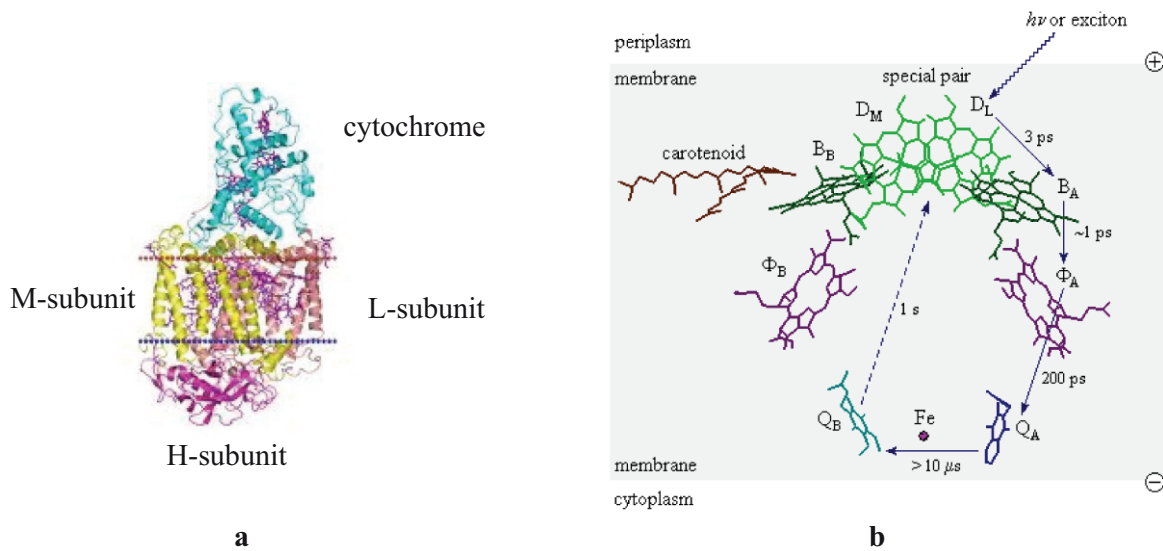 cytochrome
M-subunit
L-subunit
H-subunit
a
hν or exciton
periplasm
+
membrane
special pair
D_M
D_L
3 ps
carotenoid
B_B
B_A
~1 ps
Φ_B
Φ_A
1 s
200 ps
Q_B
Fe
Q_A
> 10 μs
membrane
cytoplasm
−
b